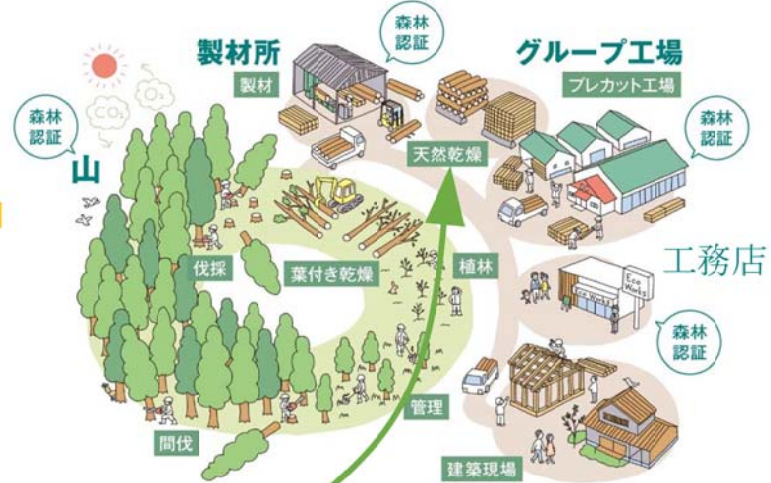 製材所
製材
森林
認証
グループ工場
プレカット工場
森林
認証
CO₂
O₂
森林
認証
山
天然乾燥
伐採
葉付き乾燥
植林
工務店
Eco
Works
Eco Works
森林
認証
管理
間伐
建築現場